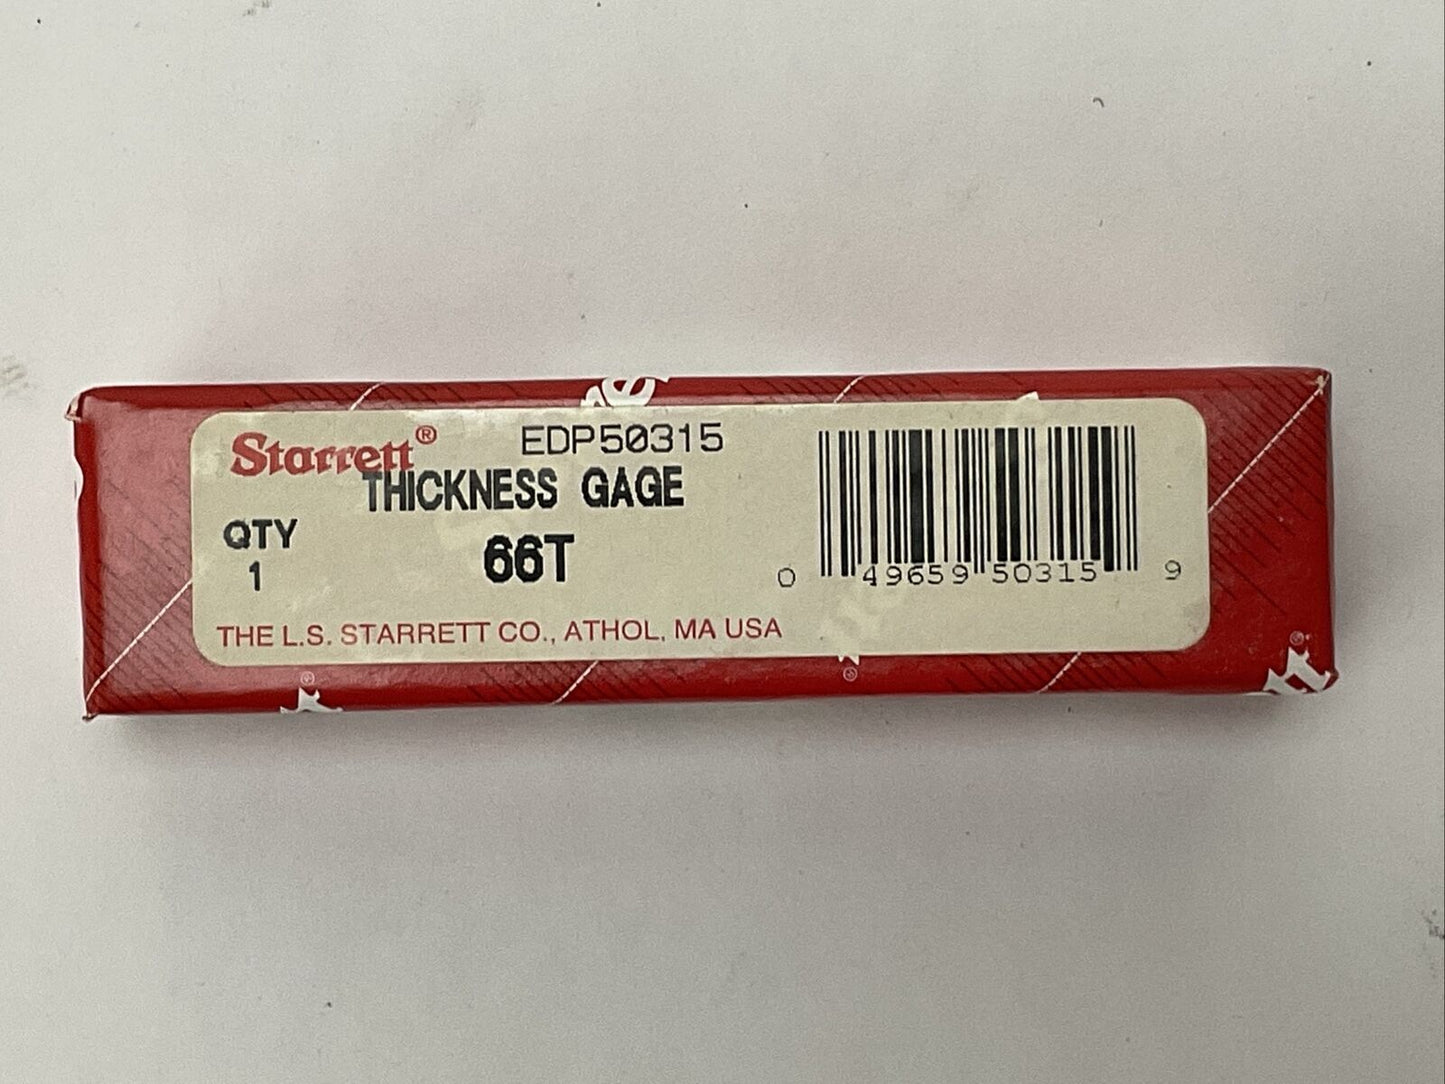 Starrett®
EDP50315
THICKNESS GAGE
QTY
1
66T
0 49659 50315 9
THE L.S. STARRETT CO., ATHOL, MA USA